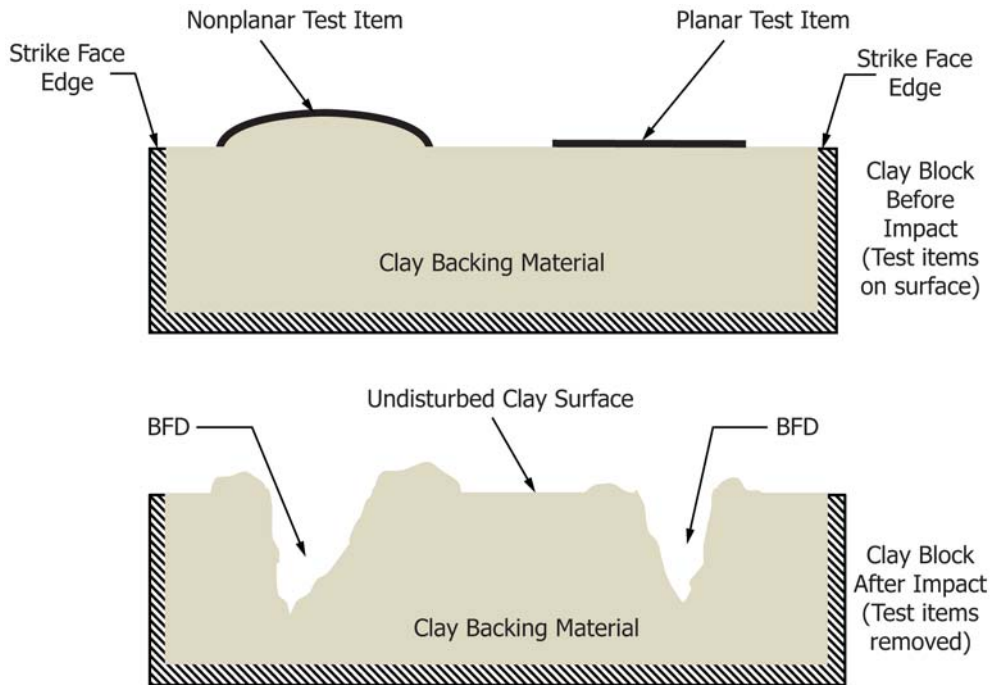 Nonplanar Test Item
Planar Test Item
Strike Face
Edge
Strike Face
Edge
Clay Block
Before
Impact
(Test items
on surface)
Clay Backing Material
Undisturbed Clay Surface
BFD
BFD
Clay Block
After Impact
(Test items
removed)
Clay Backing Material